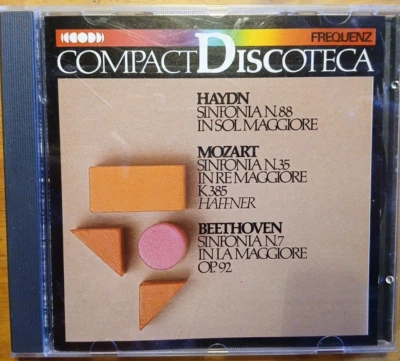 FREQUENZ
COMPACT DISCOTECA
HAYDN
SINFONIA N.88
IN SOL MAGGIORE
MOZART
SINFONIA N.35
IN RE MAGGIORE
K.385
HAFFNER
BEETHOVEN
SINFONIA N.7
IN LA MAGGIORE
OP.92